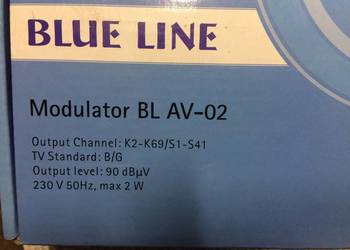 BLUE LINE
Modulator BL AV-02
Output Channel: K2-K69/S1-S41
TV Standard: B/G
Output level: 90 dBµV
230 V 50Hz, max 2 W